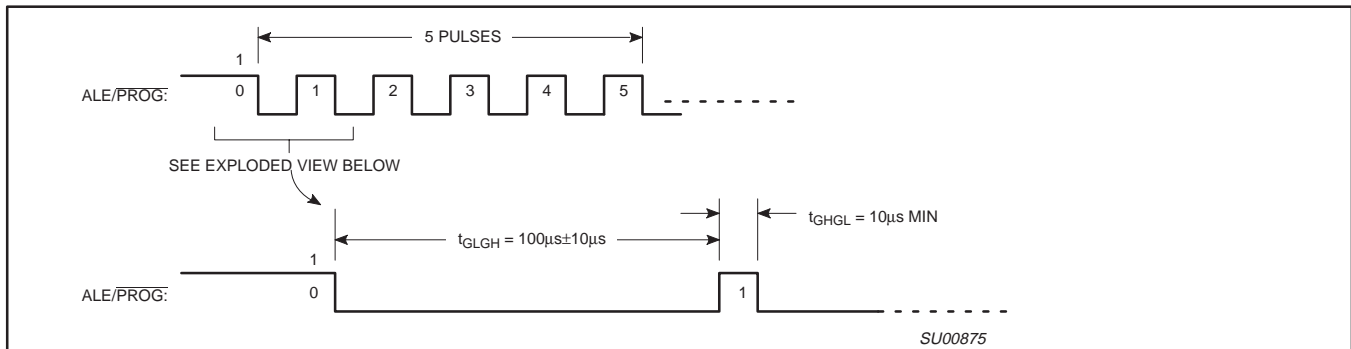 5 PULSES
1
ALE/PROG: 0 1 2 3 4 5
SEE EXPLODED VIEW BELOW
tGHGL = 10µs MIN
tGLGH = 100µs±10µs
1
ALE/PROG: 0 1
SU00875